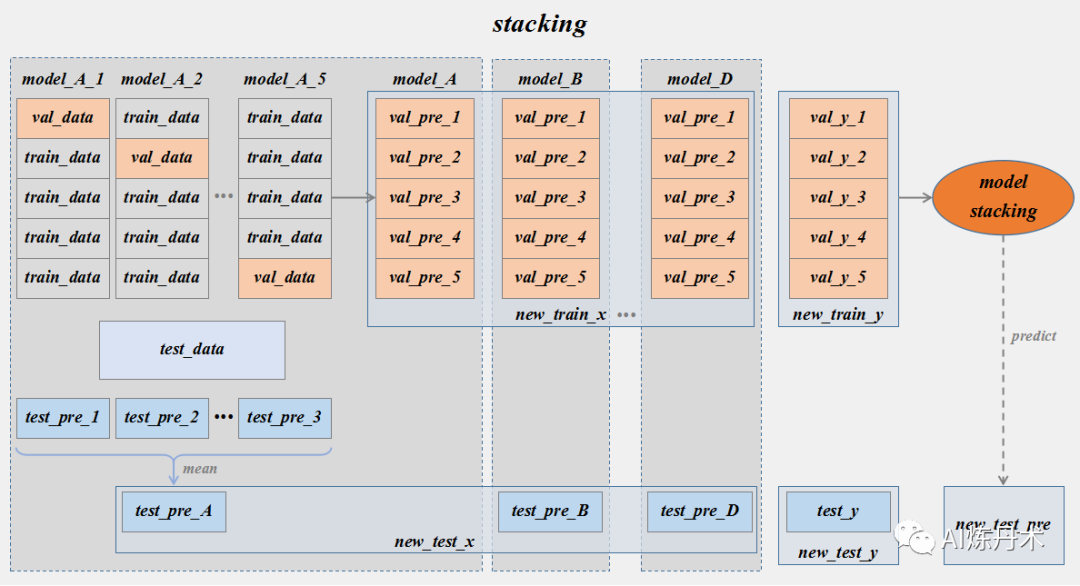 stacking
model_A_1 model_A_2 model_A_5 model_A model_B model_D
val_data train_data train_data val_pre_1 val_pre_1 val_pre_1 val_y_1
train_data val_data train_data val_pre_2 val_pre_2 val_pre_2 val_y_2
train_data train_data ••• train_data val_pre_3 val_pre_3 val_pre_3 val_y_3
train_data train_data train_data val_pre_4 val_pre_4 val_pre_4 val_y_4
train_data train_data val_data val_pre_5 val_pre_5 val_pre_5 val_y_5
model
stacking
new_train_x ••• new_train_y
predict
test_data
test_pre_1 test_pre_2 ••• test_pre_3
mean
test_pre_A test_pre_B test_pre_D test_y
new_test_x new_test_y
new_test_pre
AI炼丹术